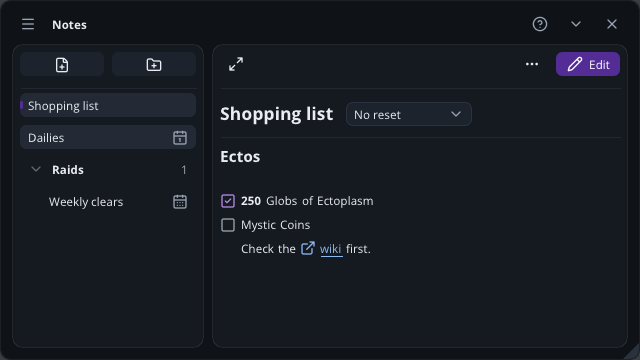 Notes
Edit
Shopping list
Dailies
Raids 1
Weekly clears
Shopping list No reset
Ectos
250 Globs of Ectoplasm
Mystic Coins
Check the wiki first.